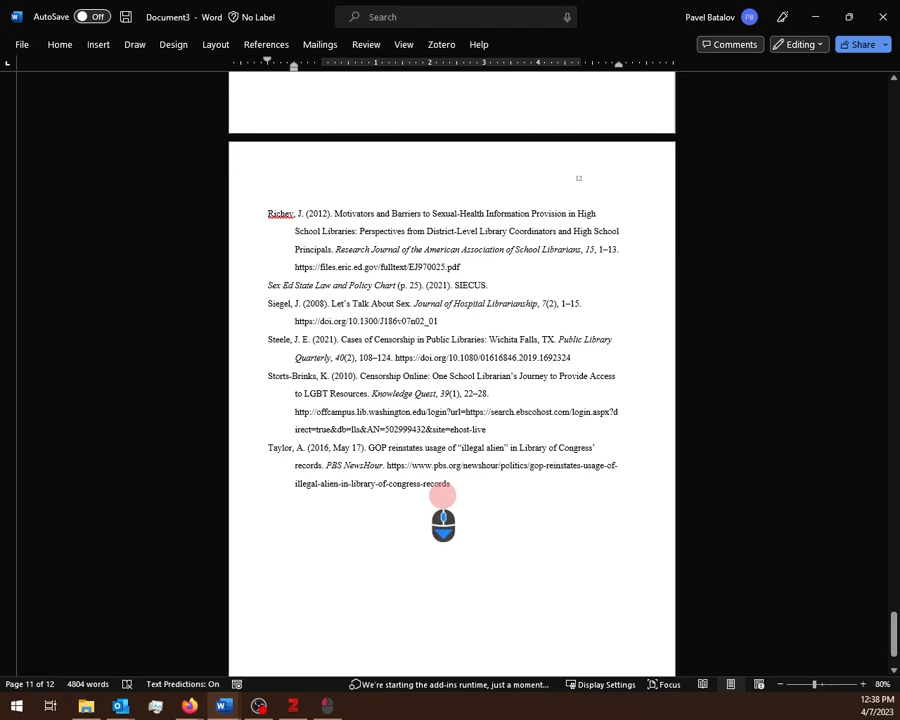 AutoSave Off Document3 - Word No Label Search Pavel Batalov PB
File Home Insert Draw Design Layout References Mailings Review View Zotero Help Comments Editing Share
1 2 3 4
12
Richey, J. (2012). Motivators and Barriers to Sexual-Health Information Provision in High
School Libraries: Perspectives from District-Level Library Coordinators and High School
Principals. Research Journal of the American Association of School Librarians, 15, 1–13.
https://files.eric.ed.gov/fulltext/EJ970025.pdf
Sex Ed State Law and Policy Chart (p. 25). (2021). SIECUS.
Siegel, J. (2008). Let’s Talk About Sex. Journal of Hospital Librarianship, 7(2), 1–15.
https://doi.org/10.1300/J186v07n02_01
Steele, J. E. (2021). Cases of Censorship in Public Libraries: Wichita Falls, TX. Public Library
Quarterly, 40(2), 108–124. https://doi.org/10.1080/01616846.2019.1692324
Storts-Brinks, K. (2010). Censorship Online: One School Librarian’s Journey to Provide Access
to LGBT Resources. Knowledge Quest, 39(1), 22–28.
http://offcampus.lib.washington.edu/login?url=https://search.ebscohost.com/login.aspx?d
irect=true&db=lls&AN=502999432&site=ehost-live
Taylor, A. (2016, May 17). GOP reinstates usage of “illegal alien” in Library of Congress’
records. PBS NewsHour. https://www.pbs.org/newshour/politics/gop-reinstates-usage-of-
illegal-alien-in-library-of-congress-records
Page 11 of 12 4804 words Text Predictions: On We're starting the add-ins runtime, just a moment... Display Settings Focus 80%
12:38 PM
4/7/2023